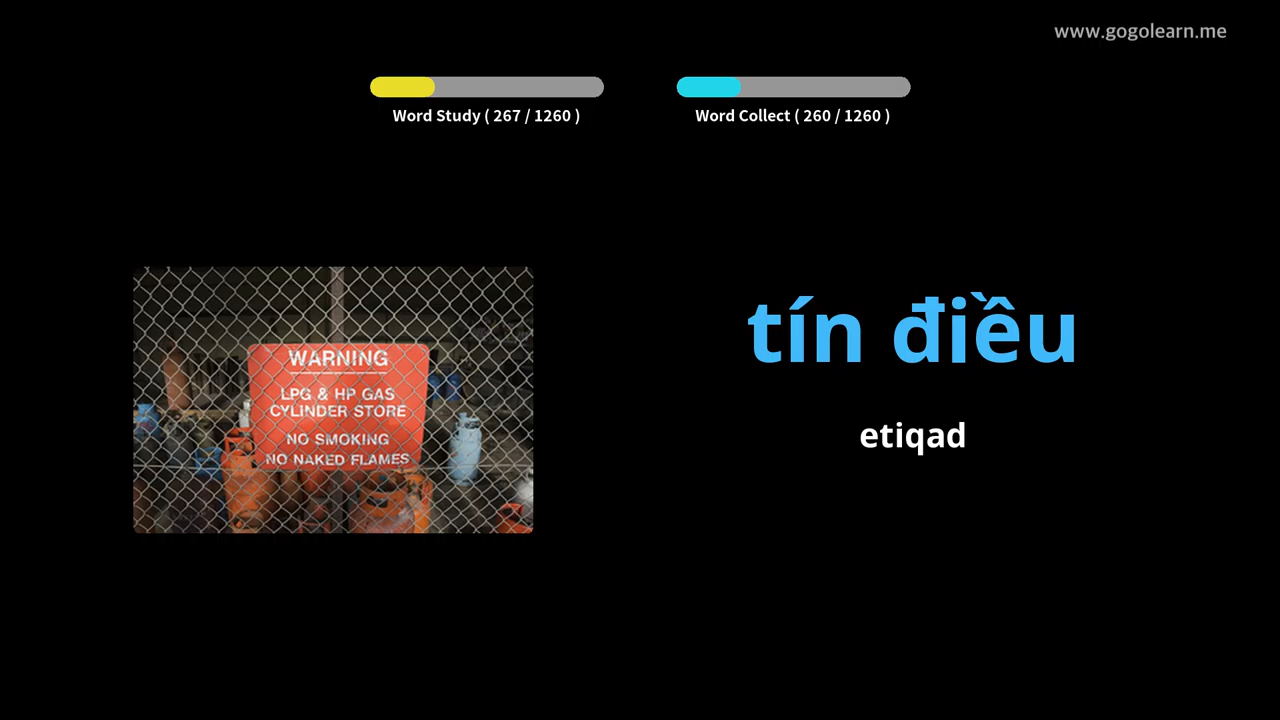 www.gogolearn.me
Word Study ( 267 / 1260 )
Word Collect ( 260 / 1260 )
WARNING
LPG & HP GAS
CYLINDER STORE
NO SMOKING
NO NAKED FLAMES
tín điều
etiqad